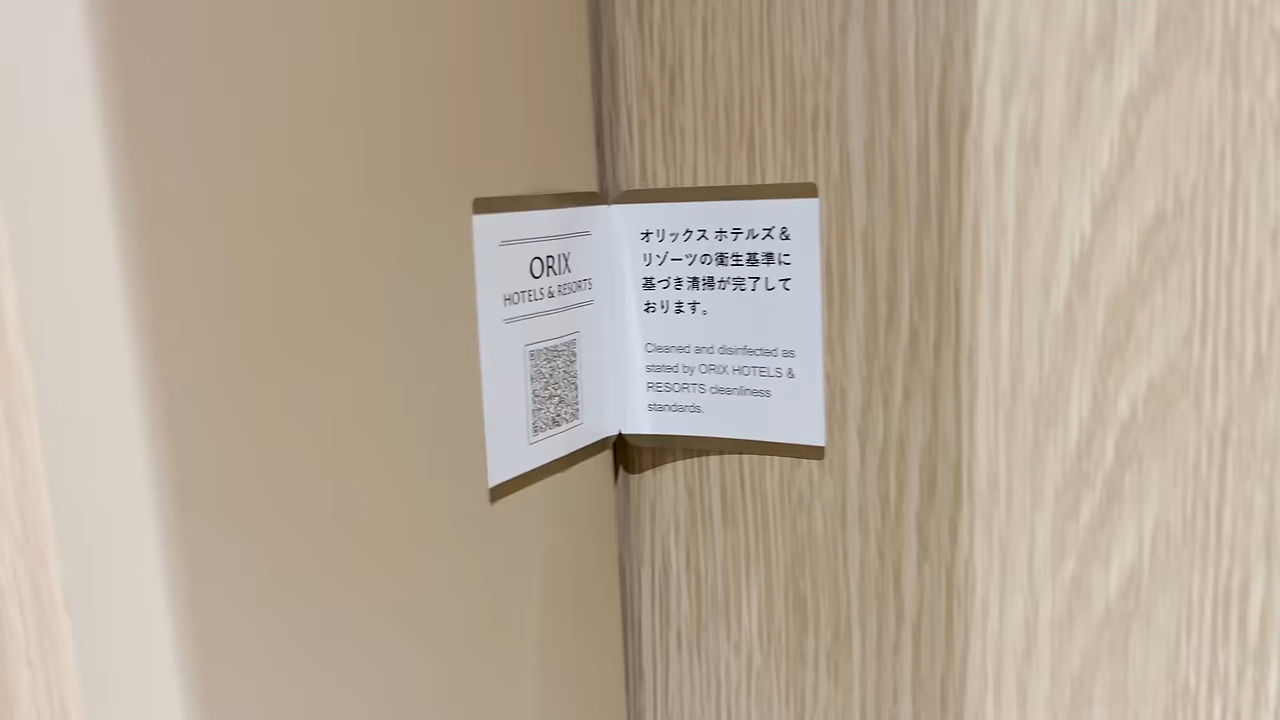 ORIX
HOTELS & RESORTS
オリックス ホテルズ &
リゾーツの衛生基準に
基づき清掃が完了して
おります。
Cleaned and disinfected as
stated by ORIX HOTELS &
RESORTS cleanliness
standards.